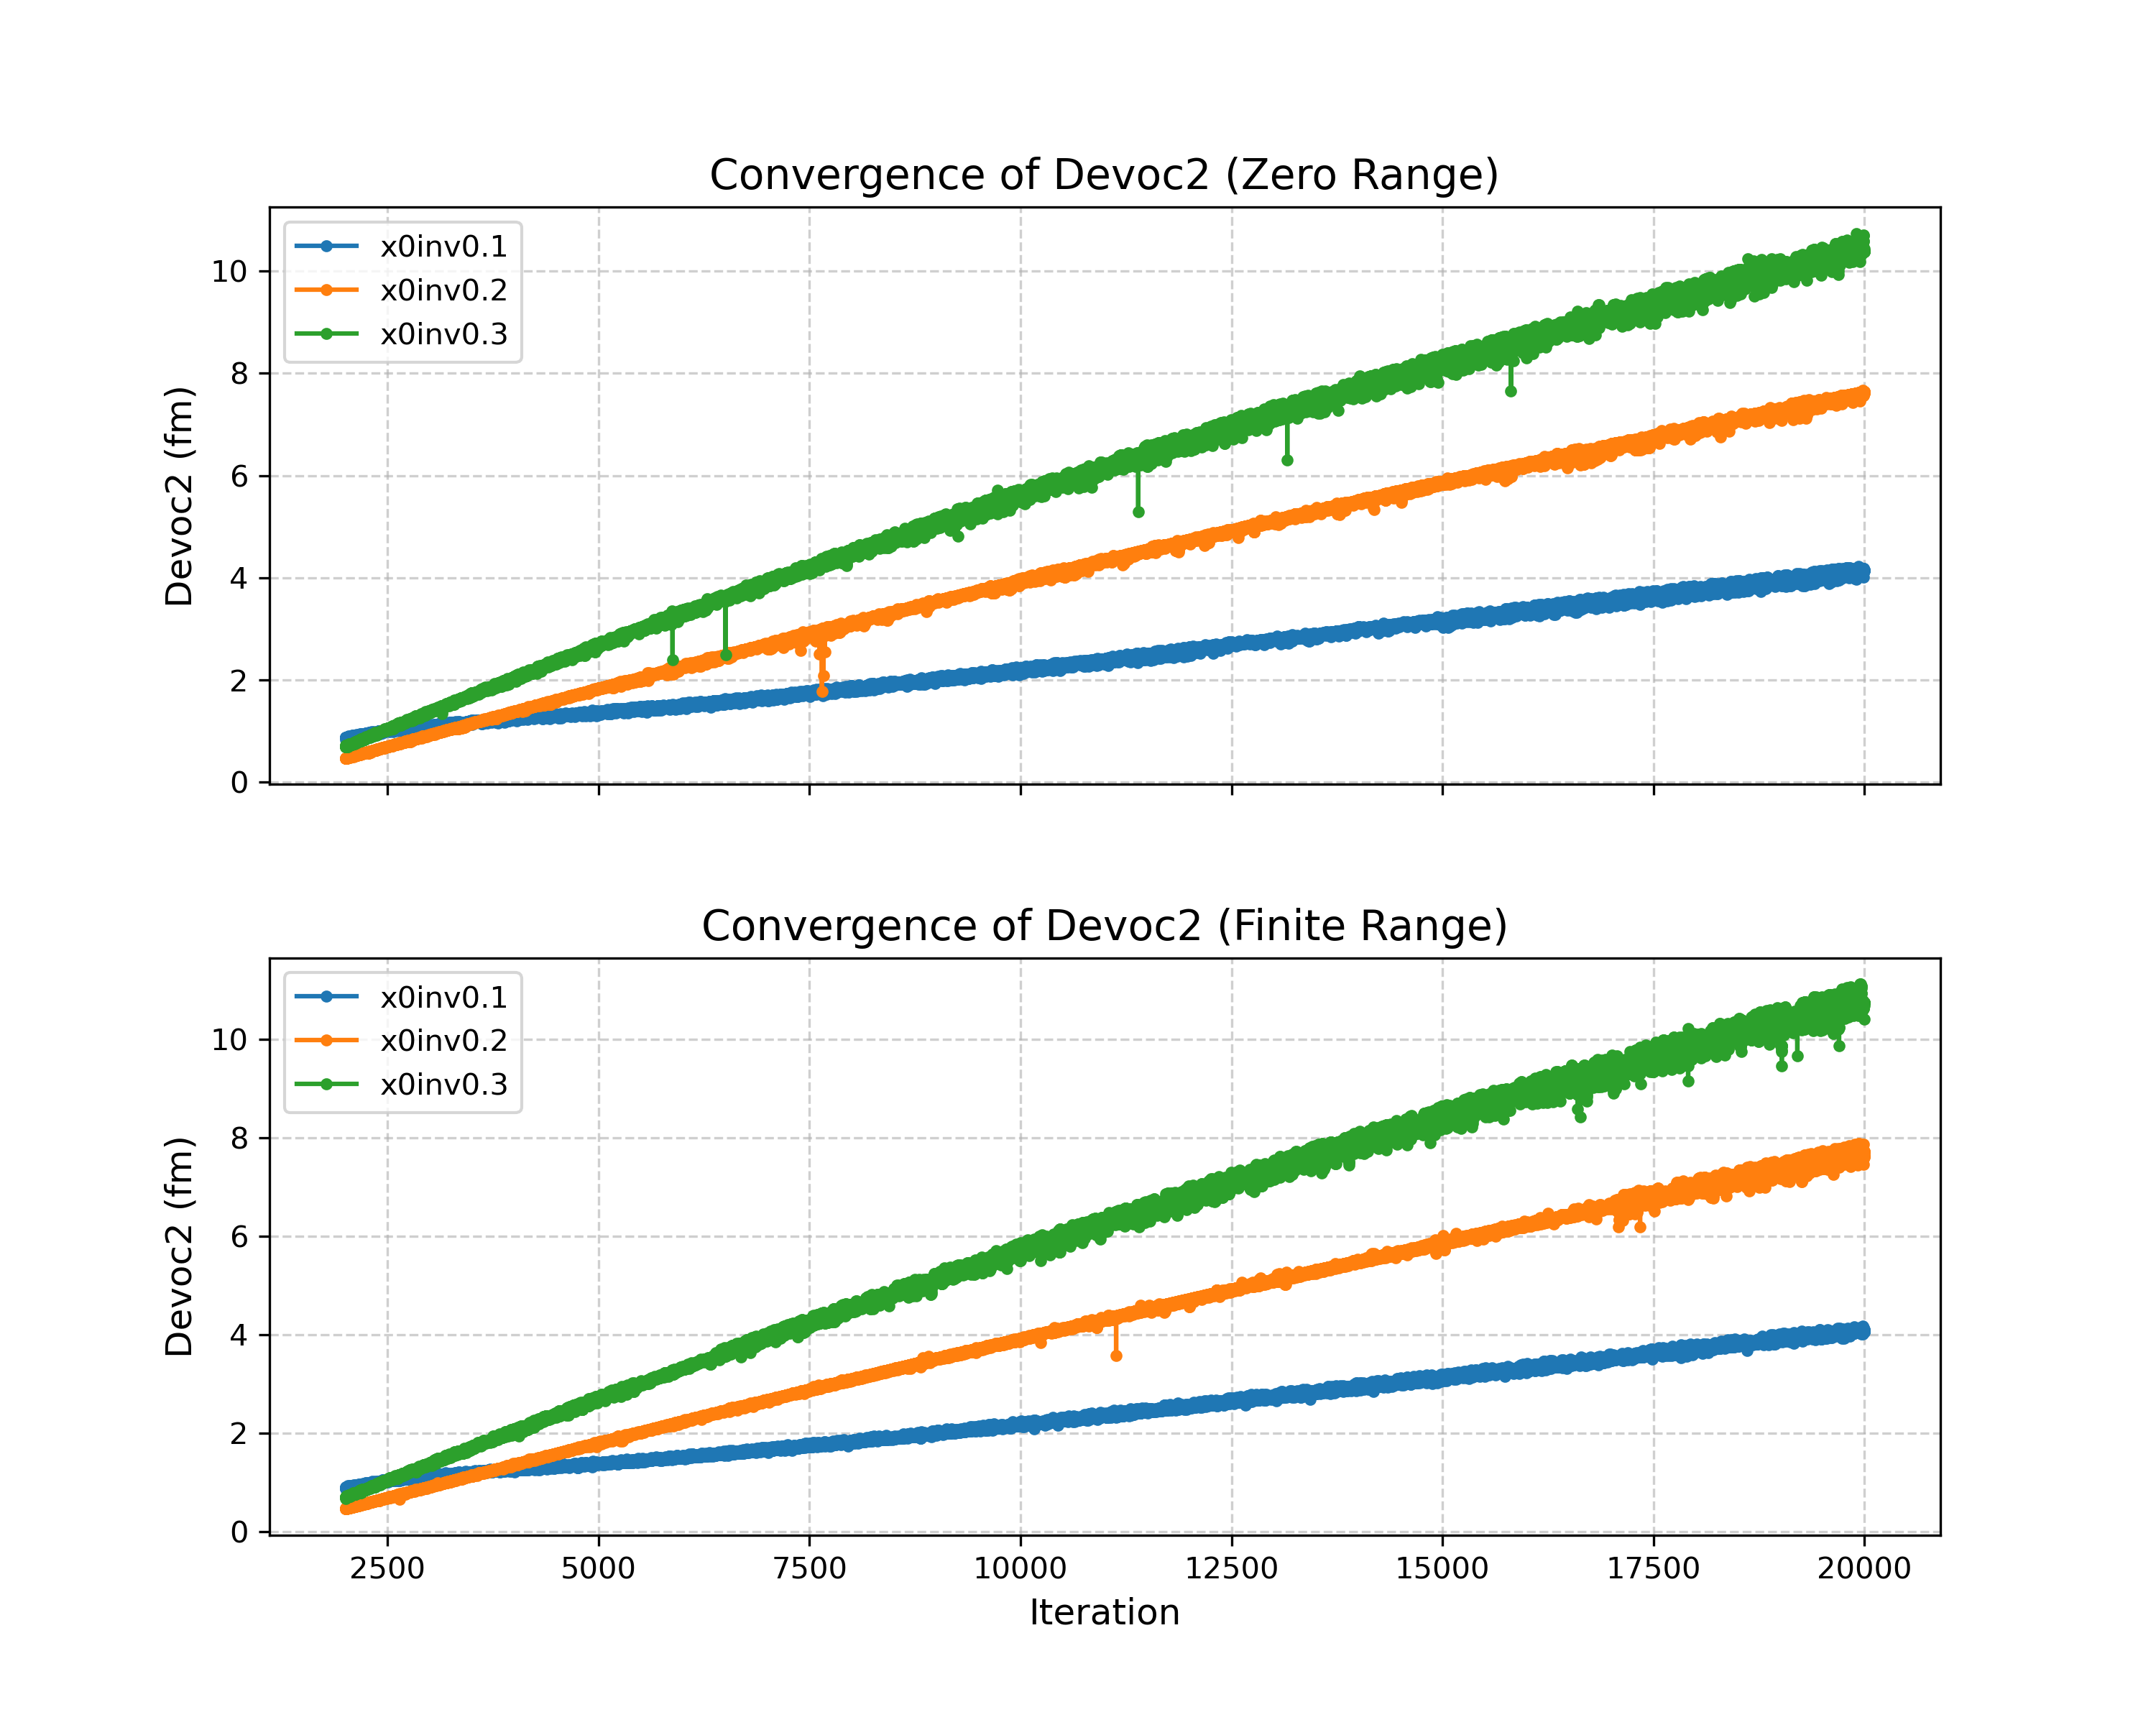 Convergence of Devoc2 (Zero Range)
x0inv0.1
x0inv0.2
x0inv0.3
Devoc2 (fm)
10
8
6
4
2
0
Convergence of Devoc2 (Finite Range)
x0inv0.1
x0inv0.2
x0inv0.3
Devoc2 (fm)
10
8
6
4
2
0
2500 5000 7500 10000 12500 15000 17500 20000
Iteration